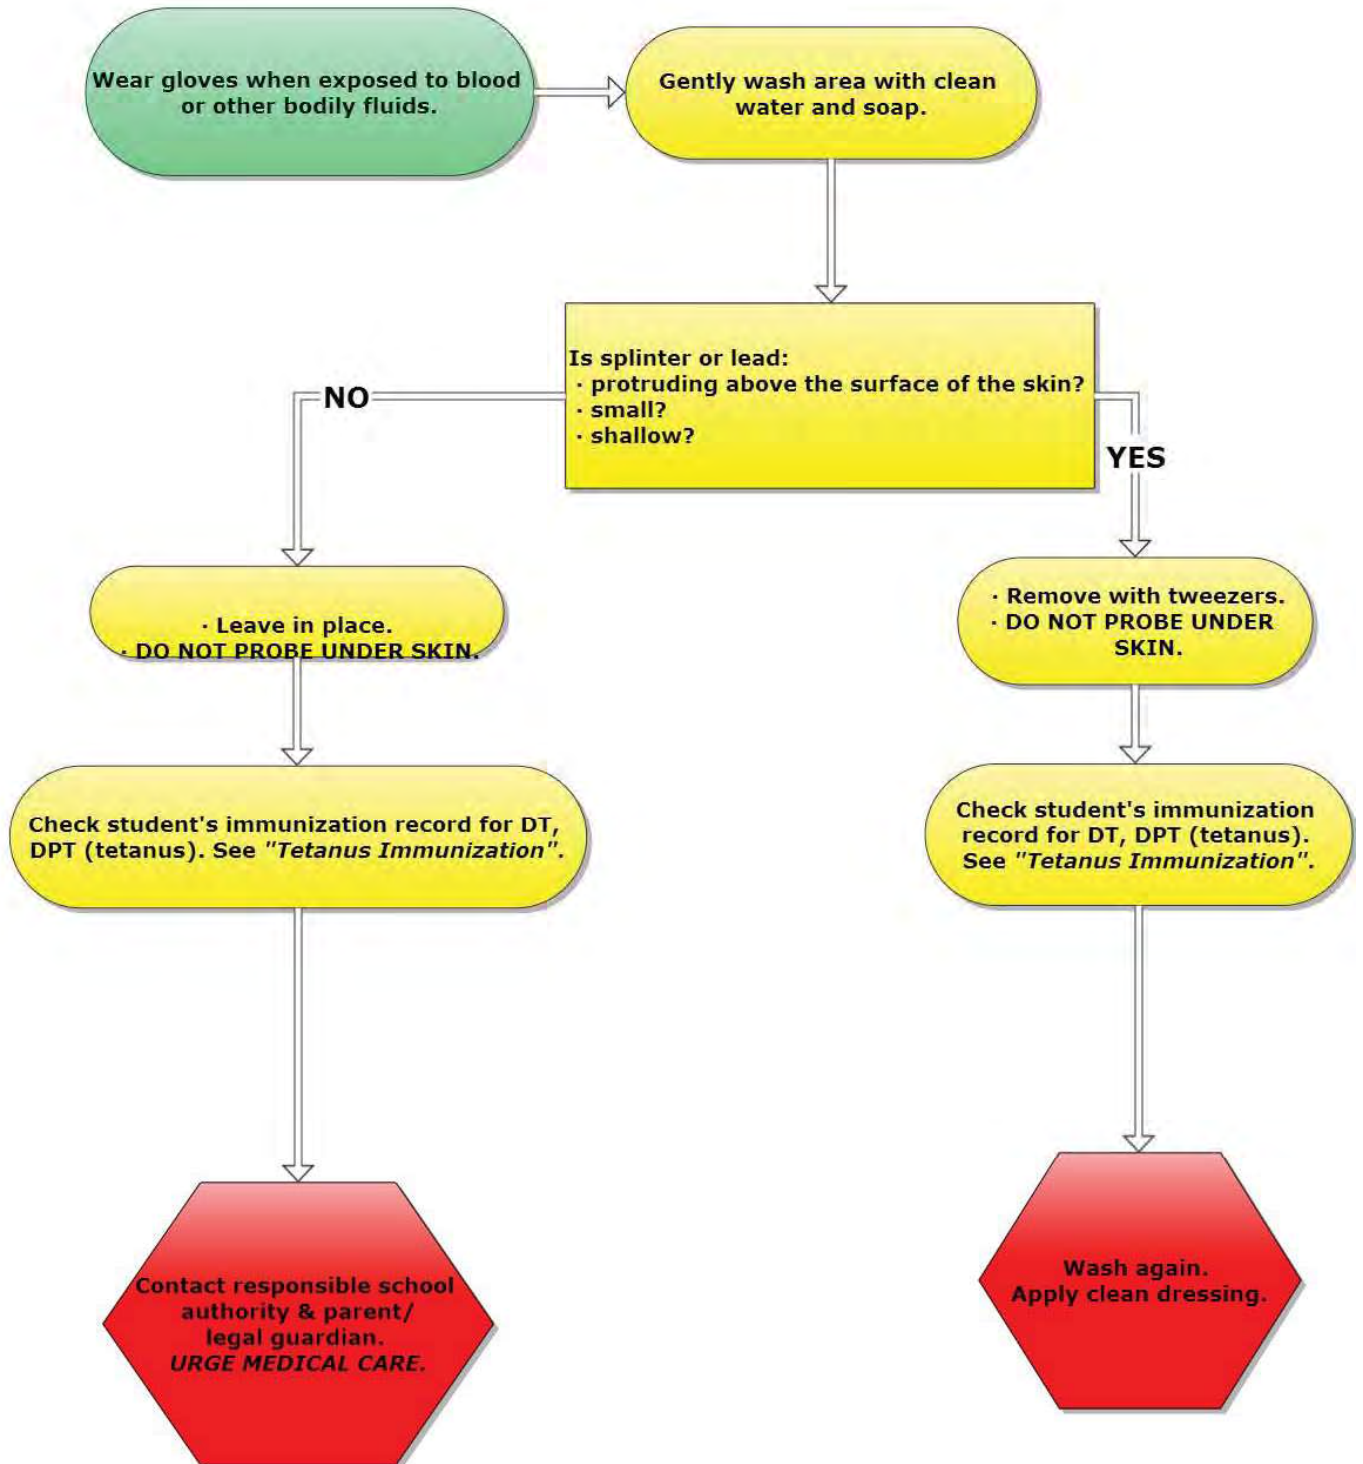 Wear gloves when exposed to blood
or other bodily fluids.
Gently wash area with clean
water and soap.
Is splinter or lead:
· protruding above the surface of the skin?
· small?
· shallow?
NO
YES
· Leave in place.
· DO NOT PROBE UNDER SKIN.
· Remove with tweezers.
· DO NOT PROBE UNDER
SKIN.
Check student's immunization record for DT,
DPT (tetanus). See "Tetanus Immunization".
Check student's immunization
record for DT, DPT (tetanus).
See "Tetanus Immunization".
Contact responsible school
authority & parent/
legal guardian.
URGE MEDICAL CARE.
Wash again.
Apply clean dressing.